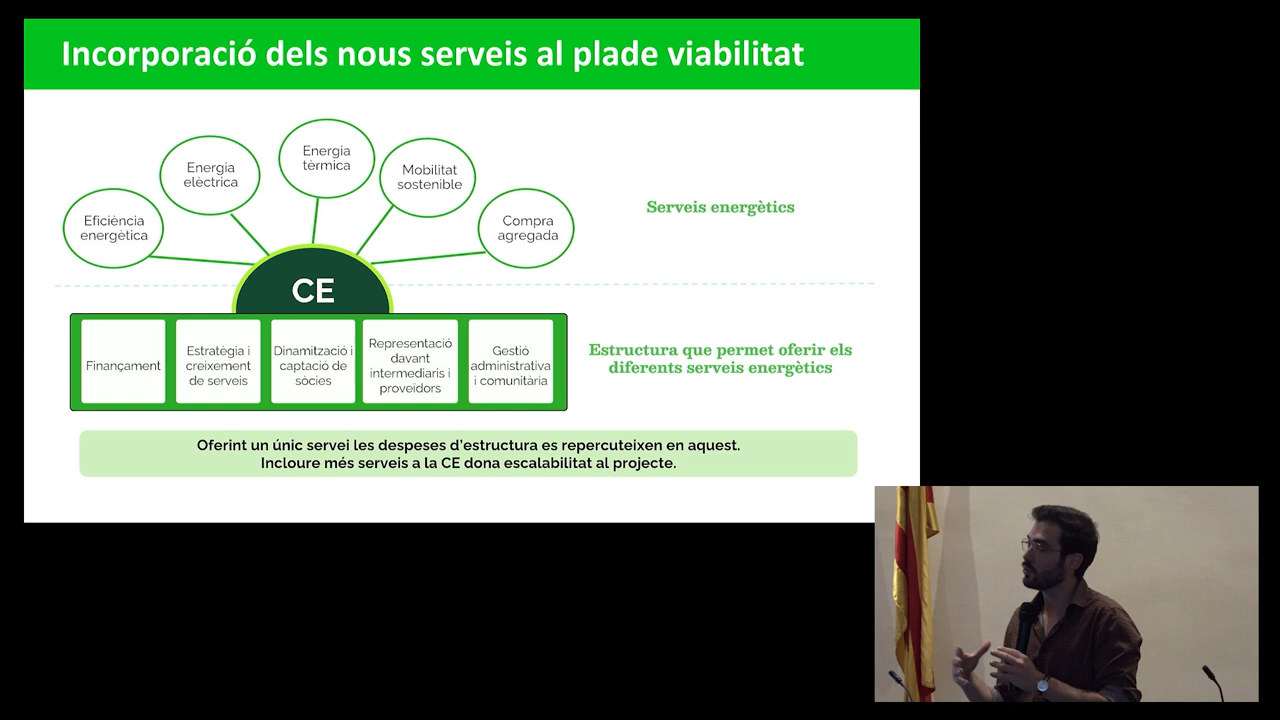 Incorporació dels nous serveis al plade viabilitat
Eficiència
energètica
Energia
elèctrica
Energia
tèrmica
Mobilitat
sostenible
Compra
agregada
Serveis energètics
CE
Finançament
Estratègia i
creixement
de serveis
Dinamització i
captació de
sòcies
Representació
davant
intermediaris i
proveïdors
Gestió
administrativa
i comunitària
Estructura que permet oferir els
diferents serveis energètics
Oferint un únic servei les despeses d'estructura es repercuteixen en aquest.
Incloure més serveis a la CE dona escalabilitat al projecte.